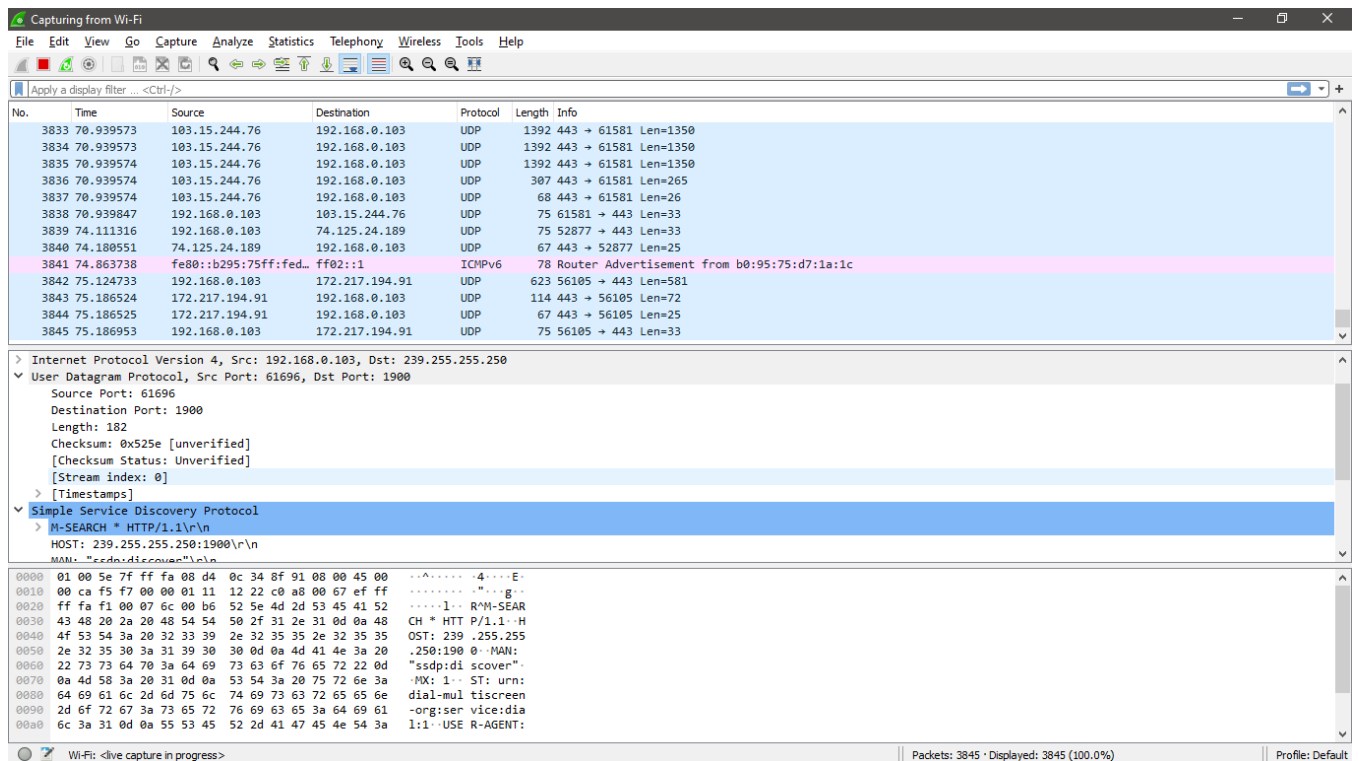 Capturing from Wi-Fi
File Edit View Go Capture Analyze Statistics Telephony Wireless Tools Help
Apply a display filter ... <Ctrl-/>
No. Time Source Destination Protocol Length Info
3833 70.939573 103.15.244.76 192.168.0.103 UDP 1392 443 → 61581 Len=1350
3834 70.939573 103.15.244.76 192.168.0.103 UDP 1392 443 → 61581 Len=1350
3835 70.939574 103.15.244.76 192.168.0.103 UDP 1392 443 → 61581 Len=1350
3836 70.939574 103.15.244.76 192.168.0.103 UDP 307 443 → 61581 Len=265
3837 70.939574 103.15.244.76 192.168.0.103 UDP 68 443 → 61581 Len=26
3838 70.939847 192.168.0.103 103.15.244.76 UDP 75 61581 → 443 Len=33
3839 74.111316 192.168.0.103 74.125.24.189 UDP 75 52877 → 443 Len=33
3840 74.180551 74.125.24.189 192.168.0.103 UDP 67 443 → 52877 Len=25
3841 74.863738 fe80::b295:75ff:fed… ff02::1 ICMPv6 78 Router Advertisement from b0:95:75:d7:1a:1c
3842 75.124733 192.168.0.103 172.217.194.91 UDP 623 56105 → 443 Len=581
3843 75.186524 172.217.194.91 192.168.0.103 UDP 114 443 → 56105 Len=72
3844 75.186525 172.217.194.91 192.168.0.103 UDP 67 443 → 56105 Len=25
3845 75.186953 192.168.0.103 172.217.194.91 UDP 75 56105 → 443 Len=33
Internet Protocol Version 4, Src: 192.168.0.103, Dst: 239.255.255.250
User Datagram Protocol, Src Port: 61696, Dst Port: 1900
Source Port: 61696
Destination Port: 1900
Length: 182
Checksum: 0x525e [unverified]
[Checksum Status: Unverified]
[Stream index: 0]
[Timestamps]
Simple Service Discovery Protocol
M-SEARCH * HTTP/1.1\r\n
HOST: 239.255.255.250:1900\r\n
MAN: "ssdp:discover"\r\n
0000 01 00 5e 7f ff fa 08 d4 0c 34 8f 91 08 00 45 00 ··^····· ·4····E·
0010 00 ca f5 f7 00 00 01 11 12 22 c0 a8 00 67 ef ff ········ ·"···g··
0020 ff fa f1 00 07 6c 00 b6 52 5e 4d 2d 53 45 41 52 ·····l·· R^M-SEAR
0030 43 48 20 2a 20 48 54 54 50 2f 31 2e 31 0d 0a 48 CH * HTT P/1.1··H
0040 4f 53 54 3a 20 32 33 39 2e 32 35 35 2e 32 35 35 OST: 239 .255.255
0050 2e 32 35 30 3a 31 39 30 30 0d 0a 4d 41 4e 3a 20 .250:190 0··MAN:
0060 22 73 73 64 70 3a 64 69 73 63 6f 76 65 72 22 0d "ssdp:di scover"·
0070 0a 4d 58 3a 20 31 0d 0a 53 54 3a 20 75 72 6e 3a ·MX: 1·· ST: urn:
0080 64 69 61 6c 2d 6d 75 6c 74 69 73 63 72 65 65 6e dial-mul tiscreen
0090 2d 6f 72 67 3a 73 65 72 76 69 63 65 3a 64 69 61 -org:ser vice:dia
00a0 6c 3a 31 0d 0a 55 53 45 52 2d 41 47 45 4e 54 3a l:1··USE R-AGENT:
Wi-Fi: <live capture in progress> Packets: 3845 · Displayed: 3845 (100.0%) Profile: Default